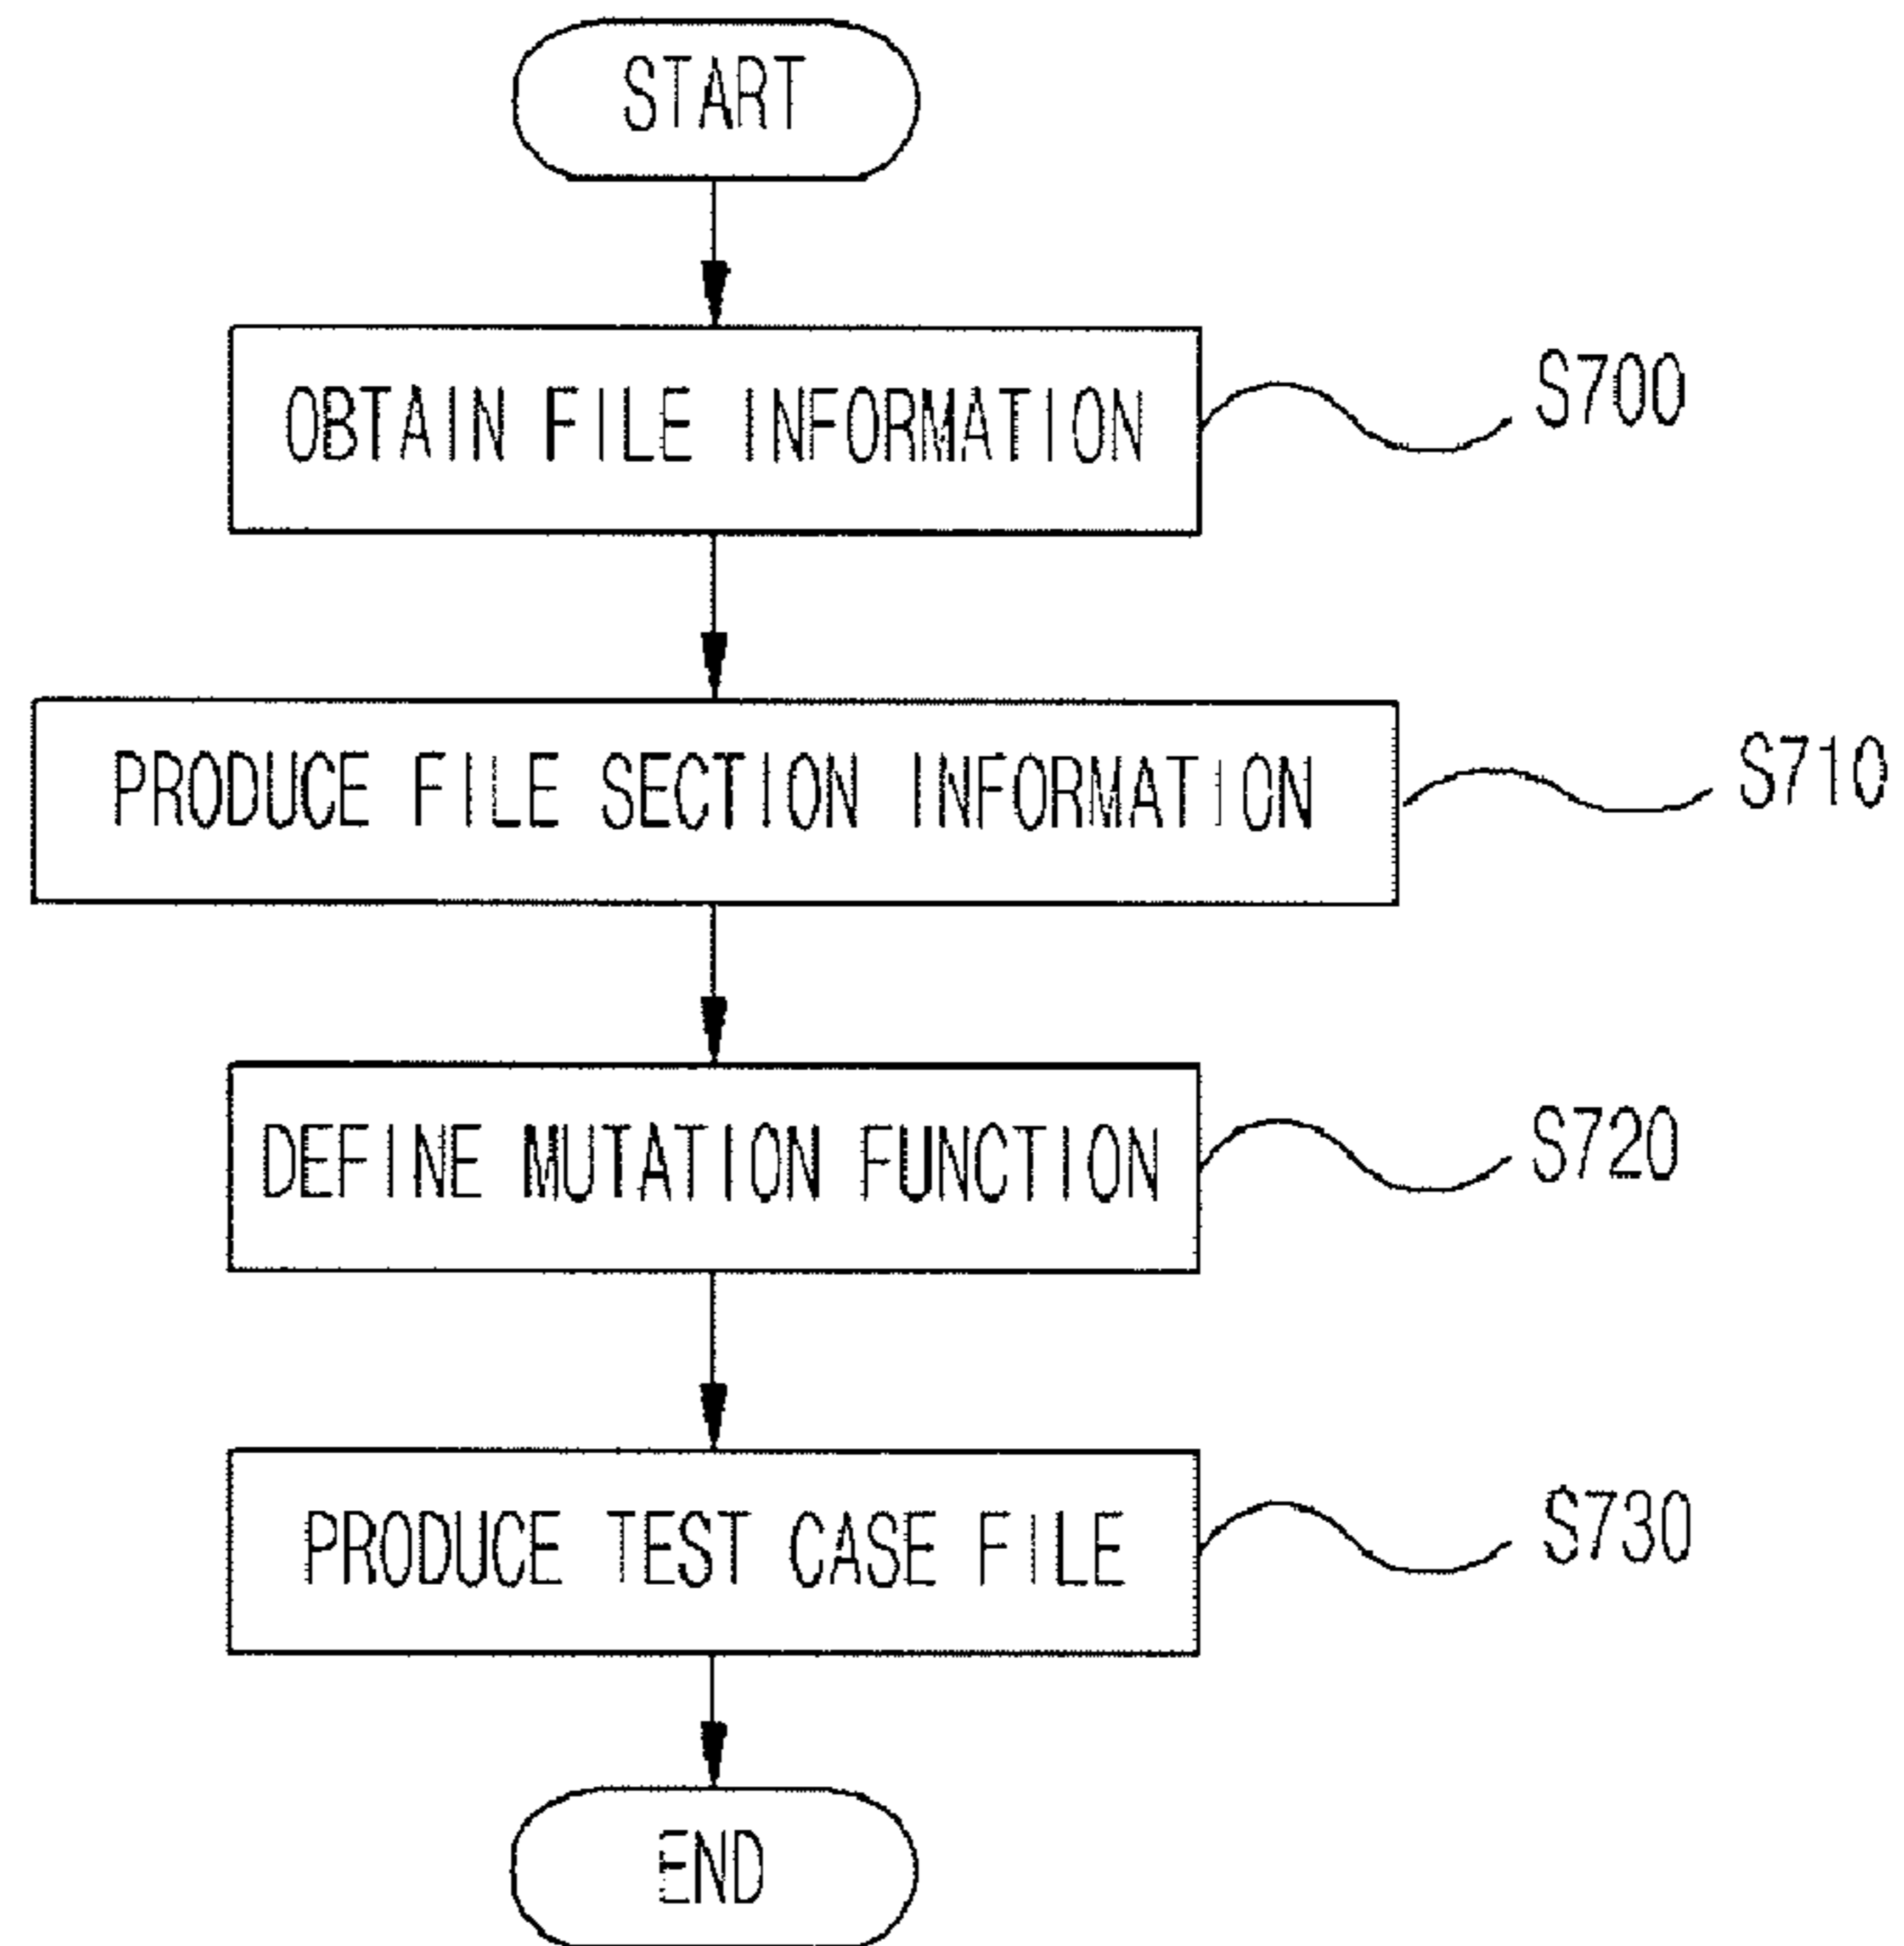 START
OBTAIN FILE INFORMATION
S700
PRODUCE FILE SECTION INFORMATION
S710
DEFINE MUTATION FUNCTION
S720
PRODUCE TEST CASE FILE
S730
END